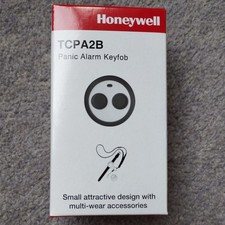 Honeywell
TCPA2B
Panic Alarm Keyfob
Small attractive design with
multi-wear accessories